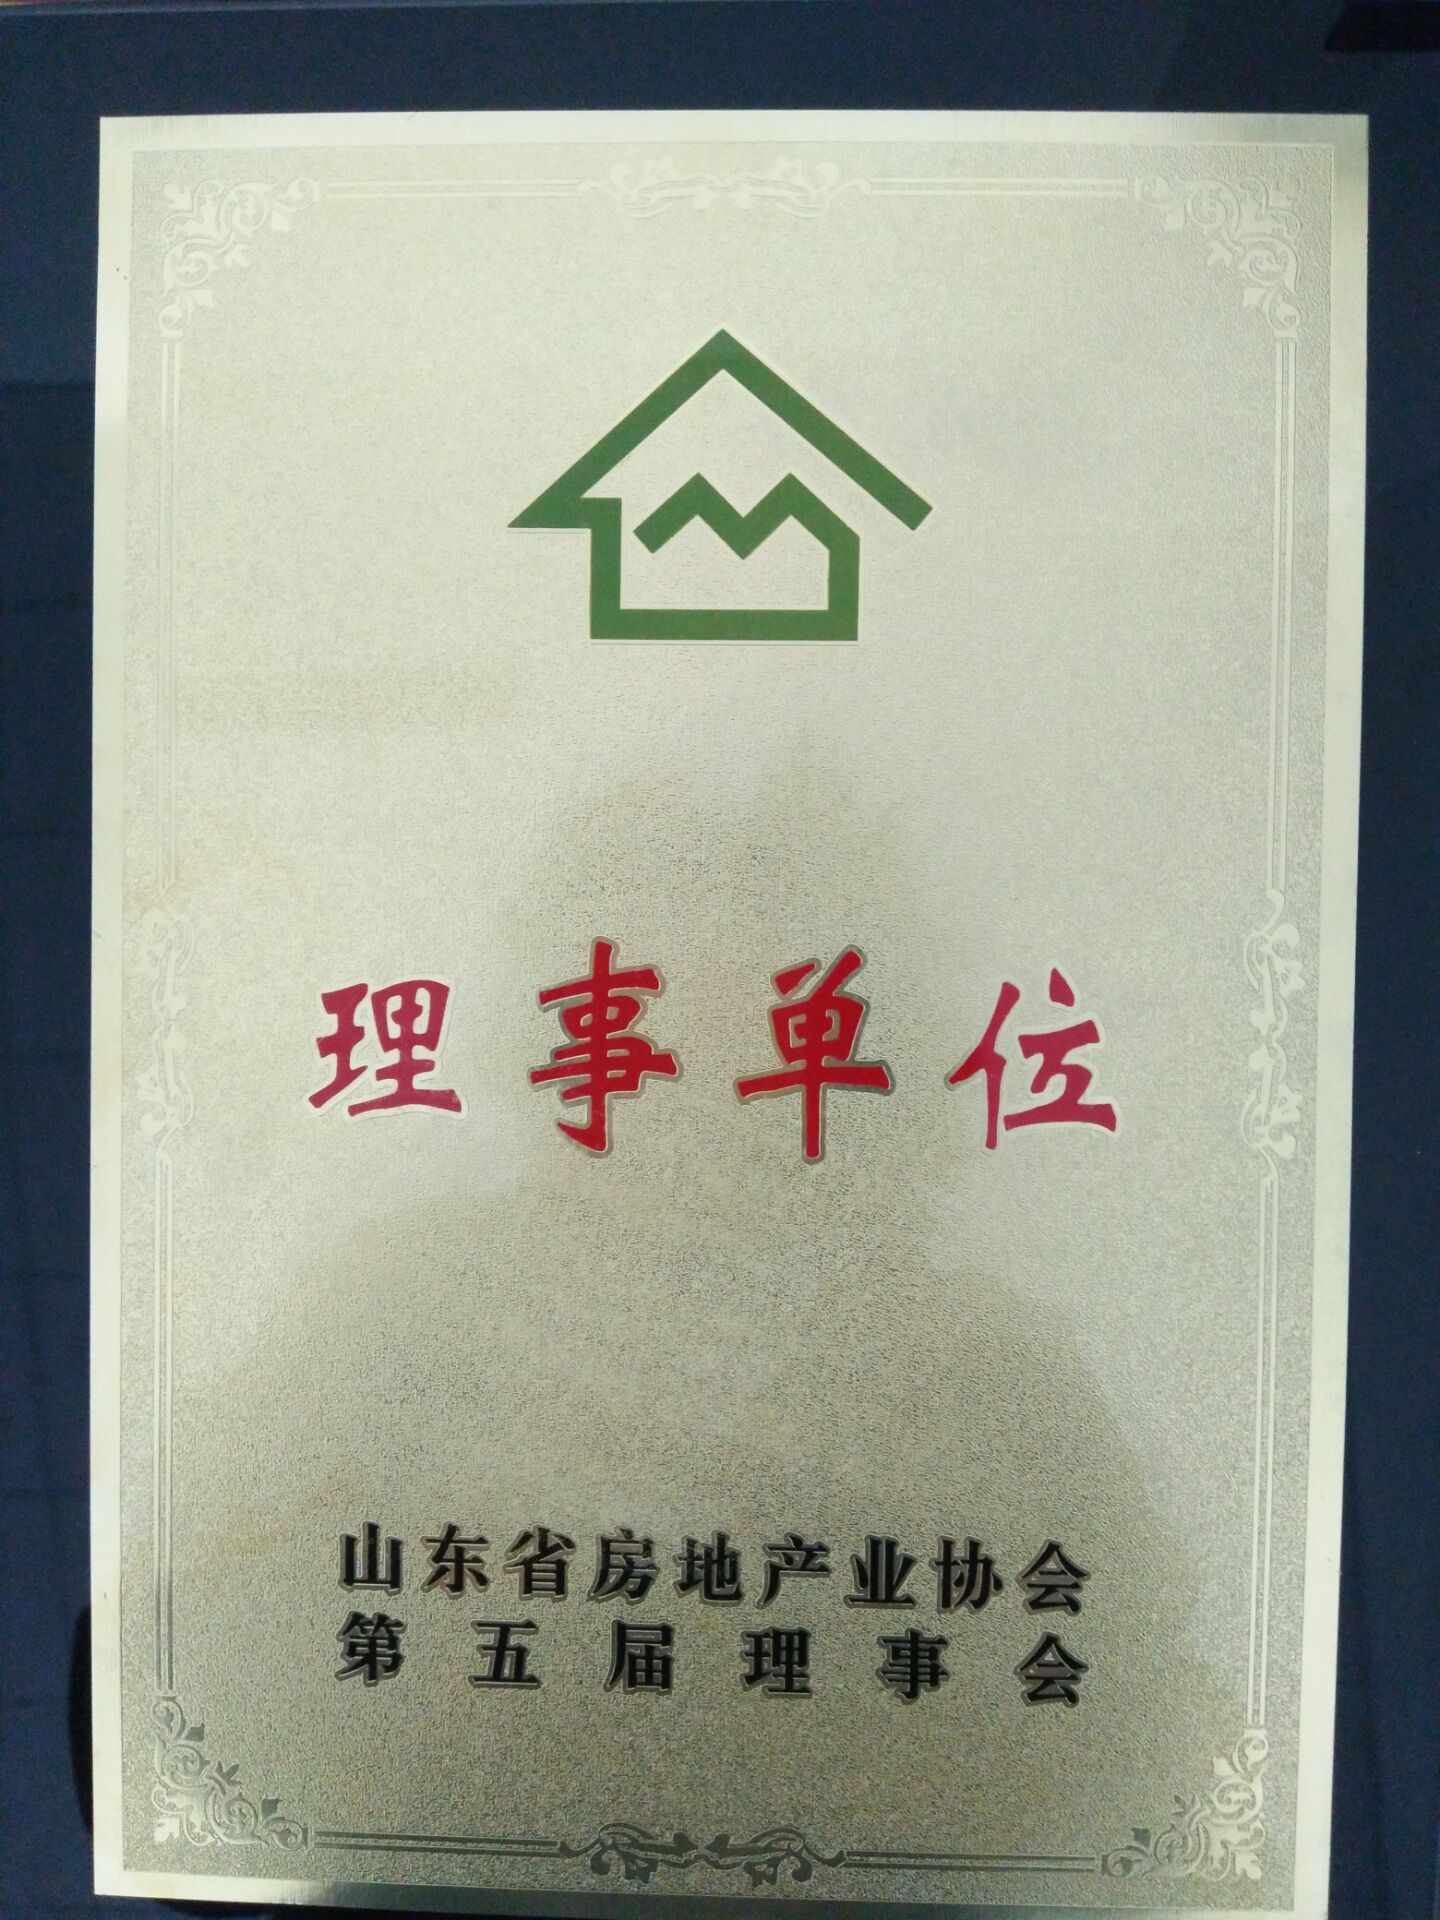 理事单位
山东省房地产业协会
第五届理事会